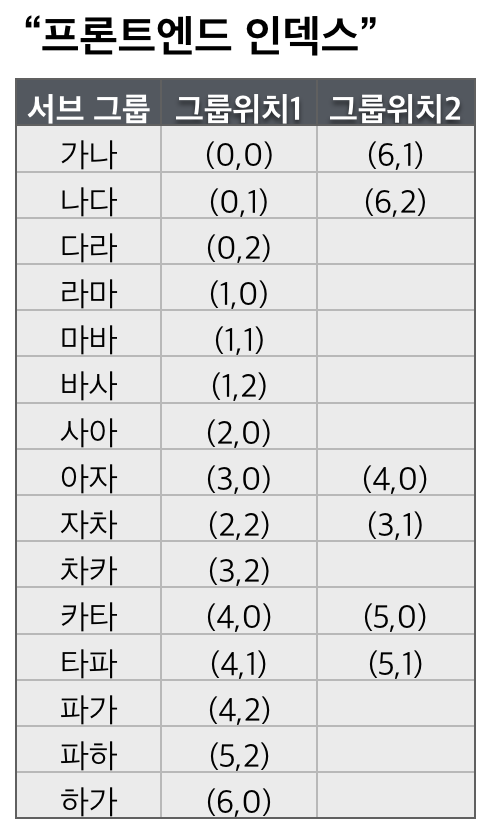 “프론트엔드 인덱스”
서브 그룹 그룹위치1 그룹위치2
가나 (0,0) (6,1)
나다 (0,1) (6,2)
다라 (0,2)
라마 (1,0)
마바 (1,1)
바사 (1,2)
사아 (2,0)
아자 (3,0) (4,0)
자차 (2,2) (3,1)
차카 (3,2)
카타 (4,0) (5,0)
타파 (4,1) (5,1)
파가 (4,2)
파하 (5,2)
하가 (6,0)